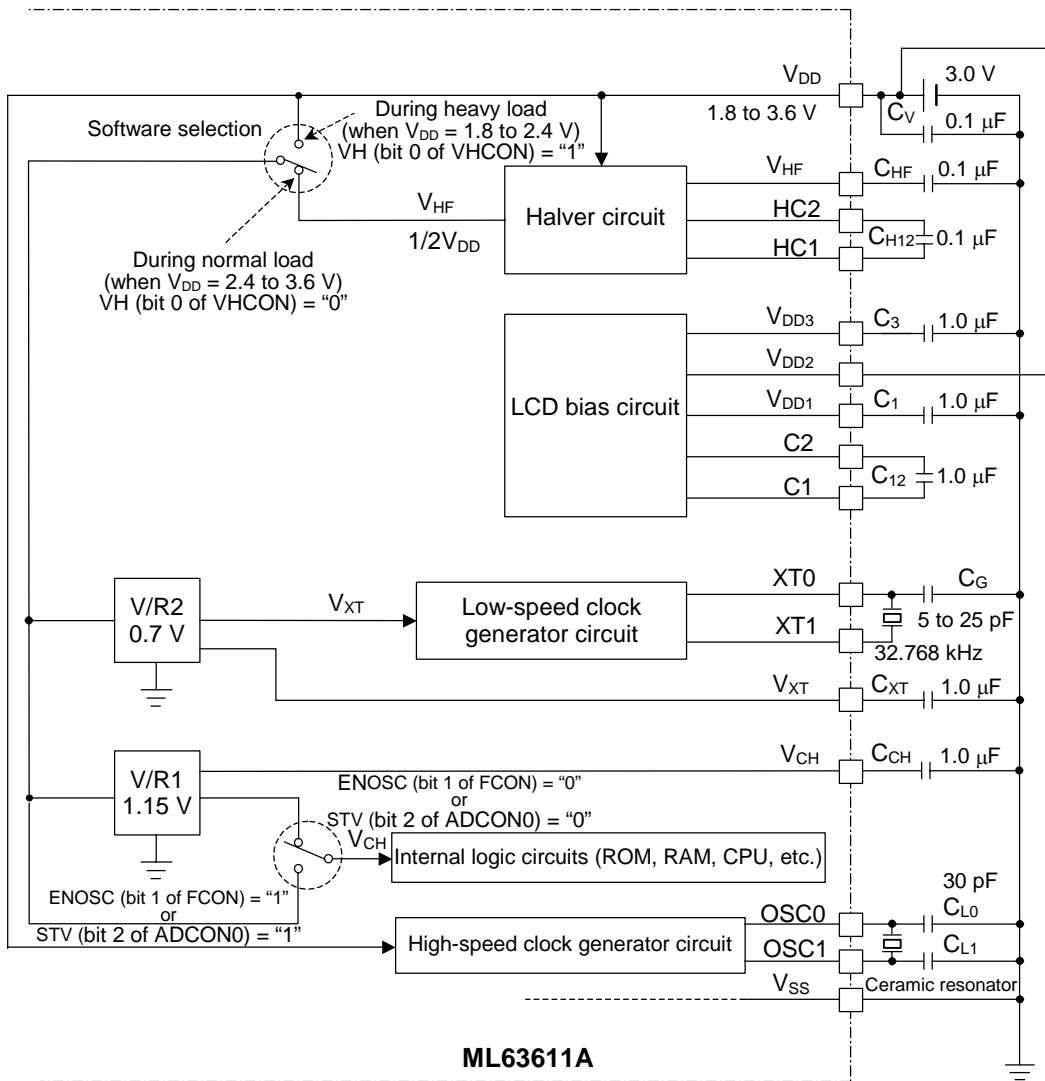 V_DD
3.0 V
1.8 to 3.6 V
C_V
0.1 µF
Software selection
During heavy load
(when V_DD = 1.8 to 2.4 V)
VH (bit 0 of VHCON) = “1”
V_HF
1/2V_DD
Halver circuit
V_HF
C_HF
0.1 µF
HC2
HC1
C_H12
0.1 µF
During normal load
(when V_DD = 2.4 to 3.6 V)
VH (bit 0 of VHCON) = “0”
LCD bias circuit
V_DD3
C_3
1.0 µF
V_DD2
V_DD1
C_1
1.0 µF
C2
C1
C_12
1.0 µF
V/R2
0.7 V
V_XT
Low-speed clock
generator circuit
XT0
C_G
XT1
5 to 25 pF
32.768 kHz
V_XT
C_XT
1.0 µF
V/R1
1.15 V
V_CH
C_CH
1.0 µF
ENOSC (bit 1 of FCON) = “0”
or
STV (bit 2 of ADCON0) = “0”
V_CH
Internal logic circuits (ROM, RAM, CPU, etc.)
ENOSC (bit 1 of FCON) = “1”
or
STV (bit 2 of ADCON0) = “1”
High-speed clock generator circuit
30 pF
OSC0
C_L0
OSC1
C_L1
V_SS
Ceramic resonator
ML63611A